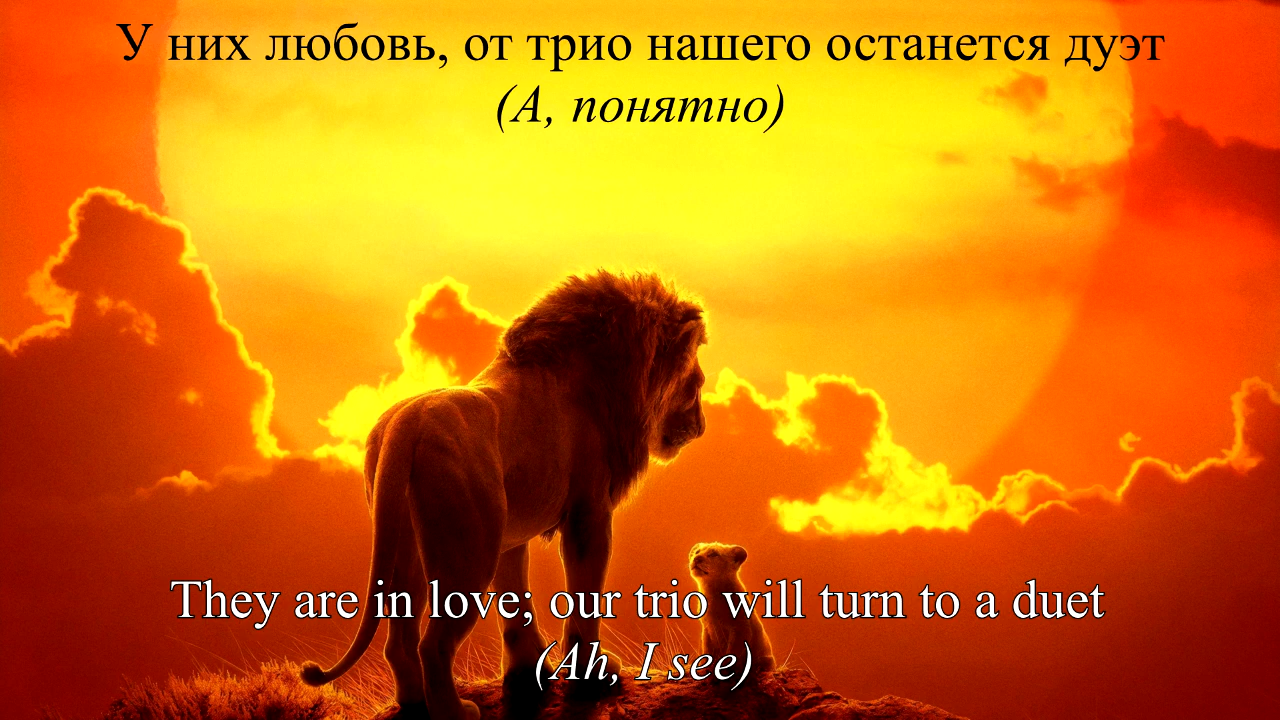 У них любовь, от трио нашего останется дуэт
(А, понятно)
They are in love; our trio will turn to a duet
(Ah, I see)